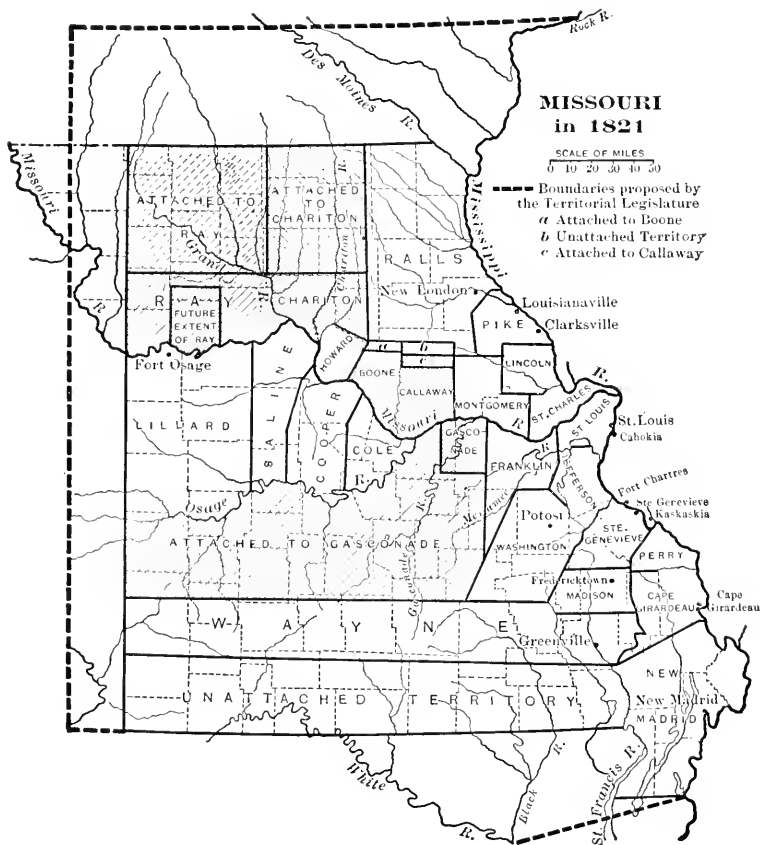 Rock R.
Des Moines R.
MISSOURI
in 1821
SCALE OF MILES
0 10 20 30 40 50
Boundaries proposed by
the Territorial Legislature
a Attached to Boone
b Unattached Territory
c Attached to Callaway
Missouri
R.
Mississippi
R.
ATTACHED TO
RAY
ATTACHED
TO
CHARITON
R.
Chariton
Grand
R.
RALLS
New London
Louisianaville
PIKE
Clarksville
RAY
FUTURE
EXTENT
OF RAY
CHARITON
Fort Osage
HOWARD
a
b
c
BOONE
LINCOLN
CALLAWAY
MONTGOMERY
ST. CHARLES
Missouri
R.
ST LOUIS
St. Louis
Cahokia
LILLARD
SALINE
COOPER
COLE
GASCO-
NADE
FRANKLIN
JEFFERSON
Osage
R.
Meramec
R.
Fort Chartres
Ste Genevieve
Kaskaskia
Potosi
WASHINGTON
STE.
GENEVIEVE
PERRY
ATTACHED TO GASCONADE
Gasconade
R.
Fredericktown
MADISON
CAPE
GIRARDEAU
Cape
Girardeau
WAYNE
Greenville
UNATTACHED TERRITORY
NEW
MADRID
New Madrid
White
R.
Black
R.
St. Francis R.